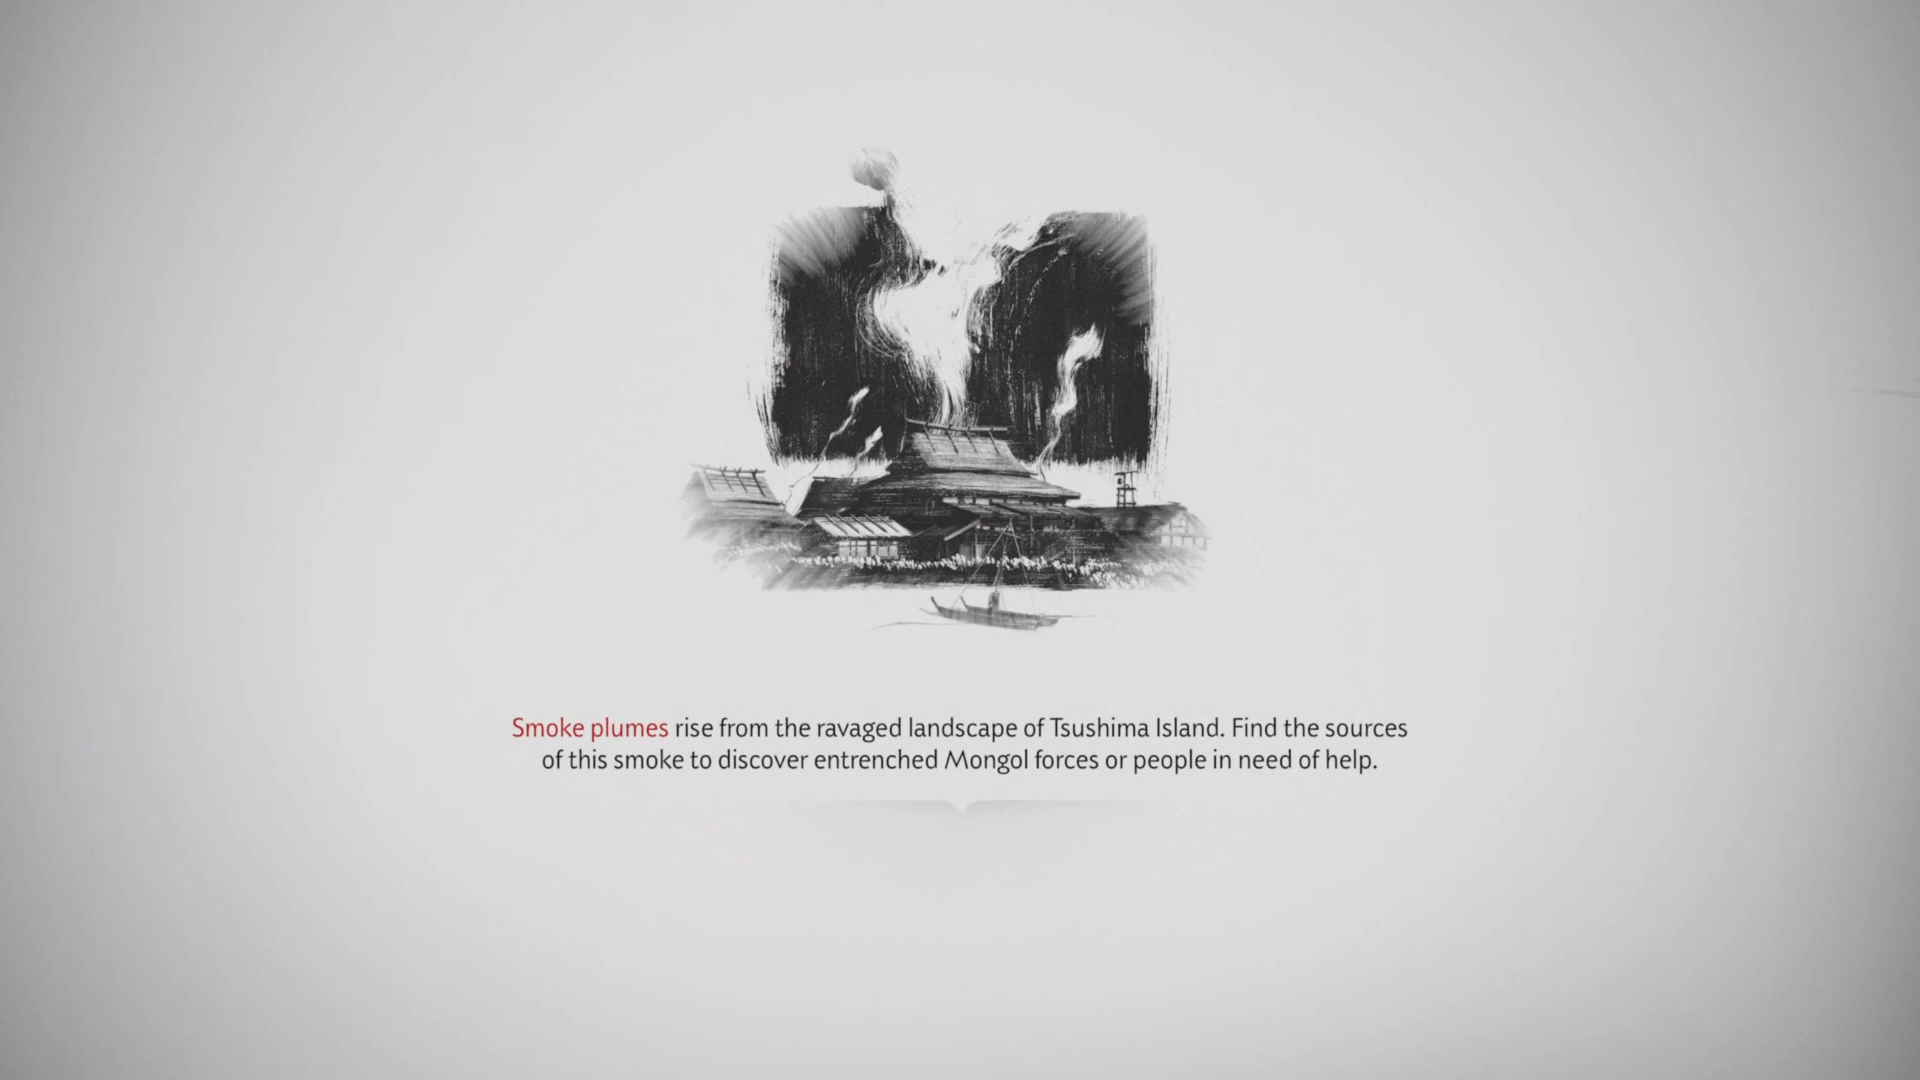 Smoke plumes rise from the ravaged landscape of Tsushima Island. Find the sources
of this smoke to discover entrenched Mongol forces or people in need of help.